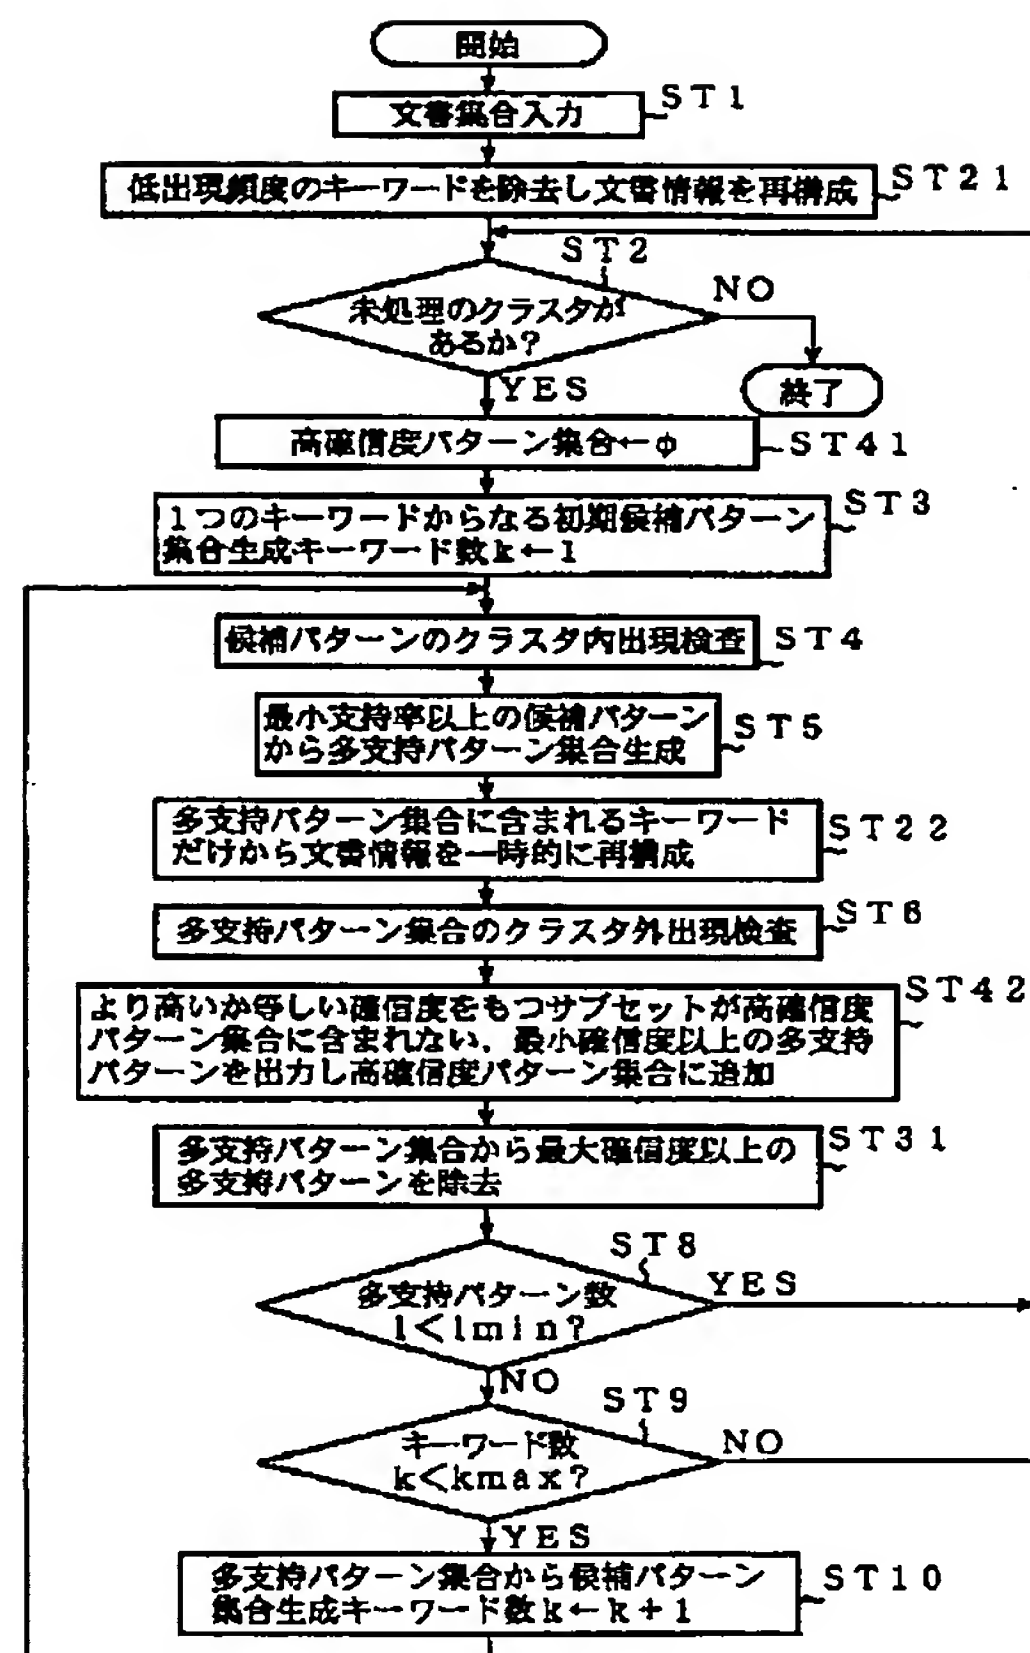 開始
文書集合入力
ST1
低出現頻度のキーワードを除去し文書情報を再構成
ST21
ST2
未処理のクラスタが
あるか?
NO
終了
YES
高確信度パターン集合←φ
ST41
1つのキーワードからなる初期候補パターン
集合生成キーワード数k←1
ST3
候補パターンのクラスタ内出現検査
ST4
最小支持率以上の候補パターン
から多支持パターン集合生成
ST5
多支持パターン集合に含まれるキーワード
だけから文書情報を一時的に再構成
ST22
多支持パターン集合のクラスタ外出現検査
ST6
より高いか等しい確信度をもつサブセットが高確信度
パターン集合に含まれない、最小確信度以上の多支持
パターンを出力し高確信度パターン集合に追加
ST42
多支持パターン集合から最大確信度以上の
多支持パターンを除去
ST31
ST8
多支持パターン数
l<lmin?
YES
NO
ST9
キーワード数
k<kmax?
NO
YES
多支持パターン集合から候補パターン
集合生成キーワード数k←k+1
ST10